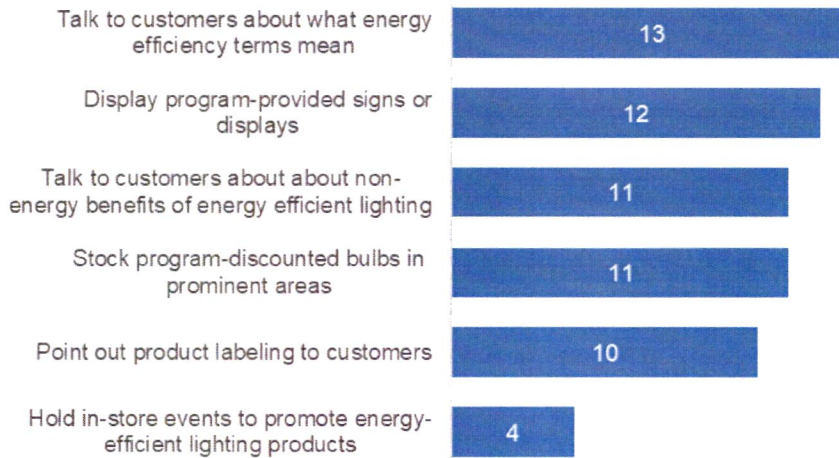 Talk to customers about what energy
efficiency terms mean
13
Display program-provided signs or
displays
12
Talk to customers about about non-
energy benefits of energy efficient lighting
11
Stock program-discounted bulbs in
prominent areas
11
Point out product labeling to customers
10
Hold in-store events to promote energy-
efficient lighting products
4